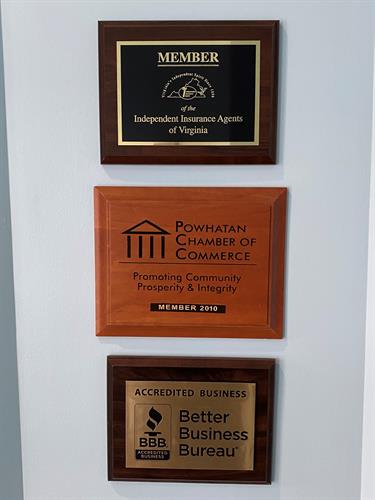 MEMBER
of the
Independent Insurance Agents
of Virginia
POWHATAN
CHAMBER OF
COMMERCE
Promoting Community
Prosperity & Integrity
MEMBER 2010
ACCREDITED BUSINESS
BBB
ACCREDITED
BUSINESS
Better
Business
Bureau®